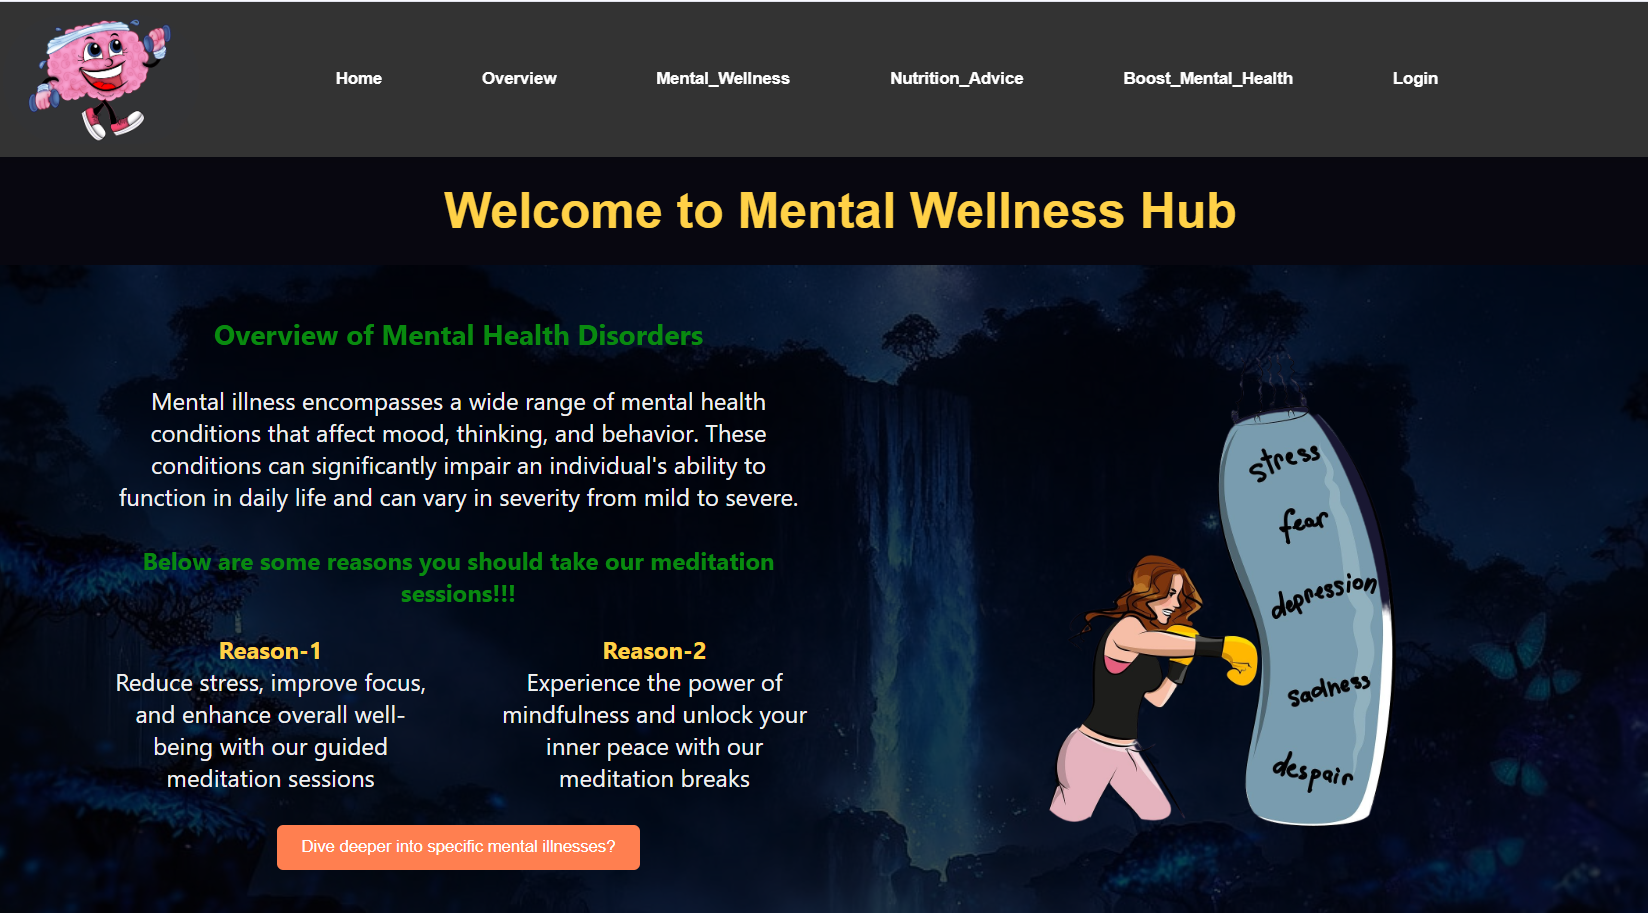 Home Overview Mental_Wellness Nutrition_Advice Boost_Mental_Health Login
Welcome to Mental Wellness Hub
Overview of Mental Health Disorders
Mental illness encompasses a wide range of mental health
conditions that affect mood, thinking, and behavior. These
conditions can significantly impair an individual's ability to
function in daily life and can vary in severity from mild to severe.
Below are some reasons you should take our meditation
sessions!!!
Reason-1
Reduce stress, improve focus,
and enhance overall well-
being with our guided
meditation sessions
Reason-2
Experience the power of
mindfulness and unlock your
inner peace with our
meditation breaks
Dive deeper into specific mental illnesses?
stress
fear
depression
sadness
despair